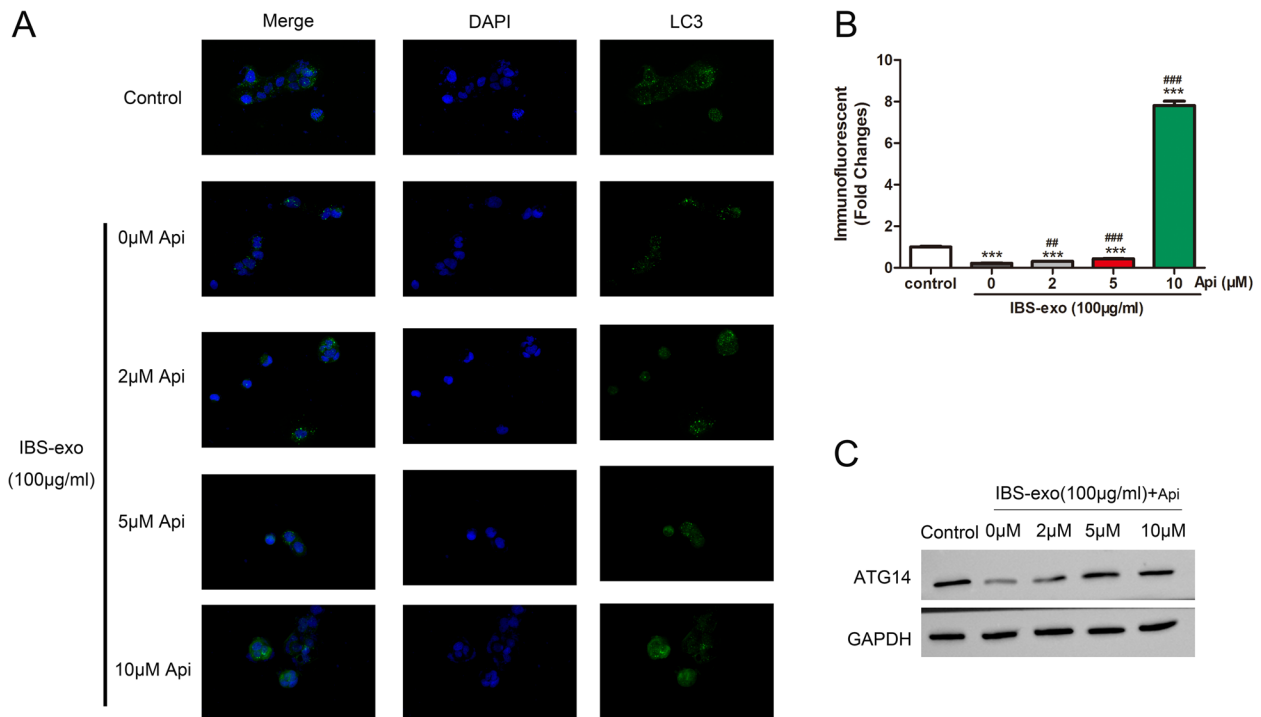 A
Merge DAPI LC3
Control
0μM Api
2μM Api
IBS-exo
(100μg/ml)
5μM Api
10μM Api
B
Immunofluorescent
(Fold Changes)
10
8
6
4
2
0
***
##
***
###
***
###
***
control 0 2 5 10 Api (μM)
IBS-exo (100μg/ml)
C
IBS-exo(100μg/ml)+Api
Control 0μM 2μM 5μM 10μM
ATG14
GAPDH